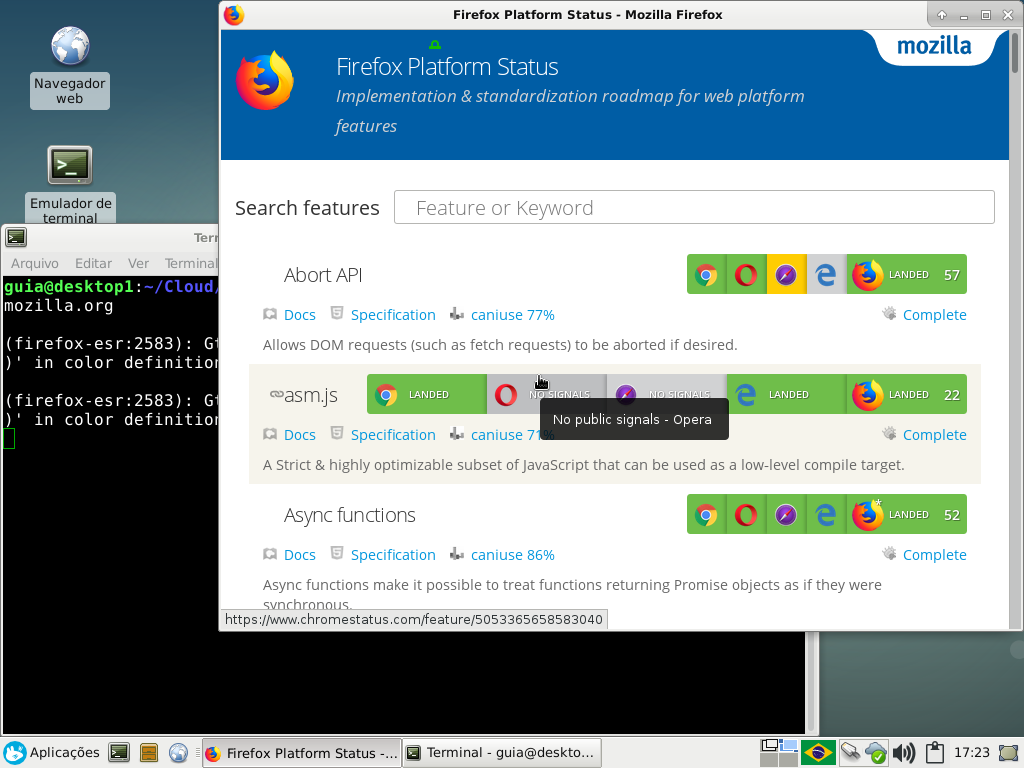 Firefox Platform Status - Mozilla Firefox
Navegador
web
Emulador de
terminal
mozilla
Firefox Platform Status
Implementation & standardization roadmap for web platform
features
Search features
Feature or Keyword
Abort API
LANDED 57
Docs Specification caniuse 77% Complete
Allows DOM requests (such as fetch requests) to be aborted if desired.
asm.js
LANDED NO SIGNALS NO SIGNALS LANDED LANDED 22
No public signals - Opera
Docs Specification caniuse 71% Complete
A Strict & highly optimizable subset of JavaScript that can be used as a low-level compile target.
Async functions
LANDED 52
Docs Specification caniuse 86% Complete
Async functions make it possible to treat functions returning Promise objects as if they were
synchronous.
https://www.chromestatus.com/feature/5053365658583040
Arquivo Editar Ver Terminal
guia@desktop1:~/Cloud/
mozilla.org
(firefox-esr:2583):
)' in color definition
(firefox-esr:2583):
)' in color definition
Aplicações
Firefox Platform Status -...
Terminal - guia@deskto...
17:23